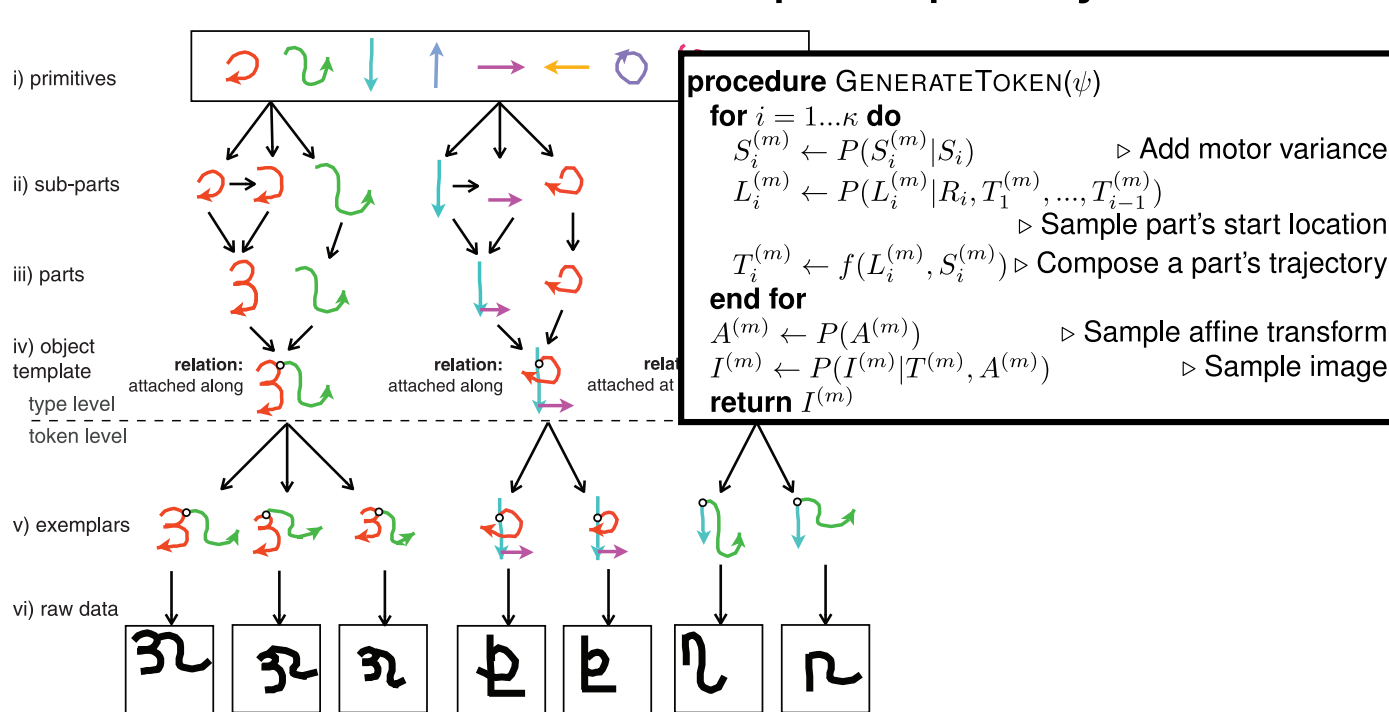 i) primitives
ii) sub-parts
iii) parts
iv) object
template
relation:
attached along
relation:
attached along
attached at
type level
token level
v) exemplars
vi) raw data
procedure GENERATETOKEN(ψ)
for i = 1...κ do
S_i^{(m)} ← P(S_i^{(m)}|S_i) ▷ Add motor variance
L_i^{(m)} ← P(L_i^{(m)}|R_i, T_1^{(m)}, ..., T_{i-1}^{(m)})
▷ Sample part's start location
T_i^{(m)} ← f(L_i^{(m)}, S_i^{(m)}) ▷ Compose a part's trajectory
end for
A^{(m)} ← P(A^{(m)}) ▷ Sample affine transform
I^{(m)} ← P(I^{(m)}|T^{(m)}, A^{(m)}) ▷ Sample image
return I^{(m)}